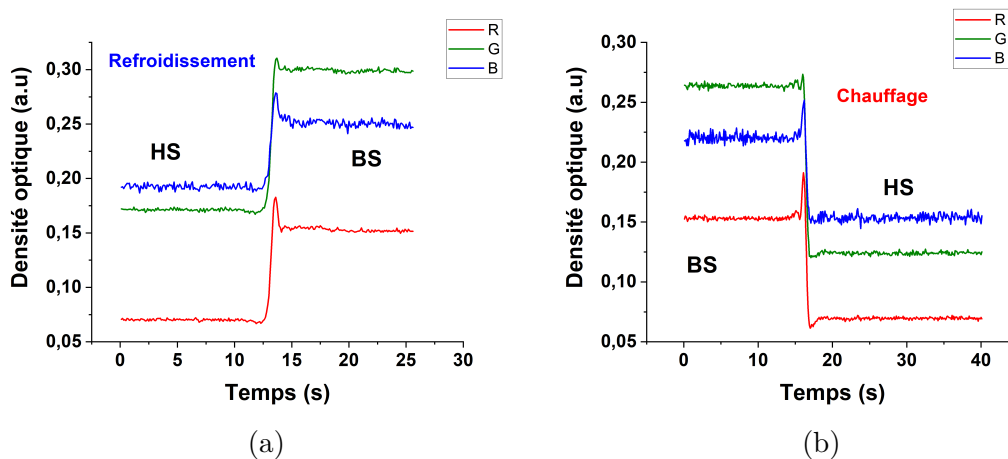 R
G
B
Refroidissement
HS
BS
Densité optique (a.u)
0,30
0,25
0,20
0,15
0,10
0,05
0
5
10
15
20
25
30
Temps (s)
(a)
R
G
B
Chauffage
HS
BS
Densité optique (a.u)
0,30
0,25
0,20
0,15
0,10
0,05
0
10
20
30
40
Temps (s)
(b)